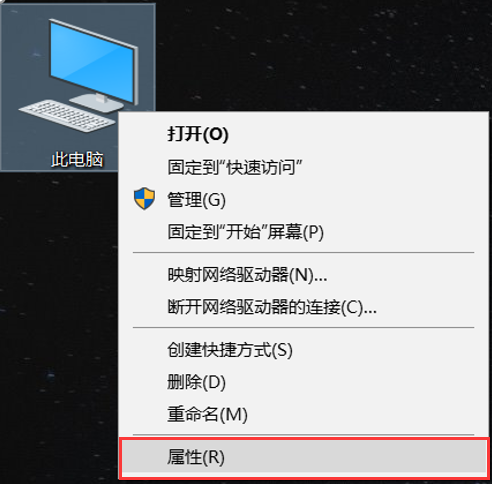 此电脑
打开(O)
固定到“快速访问”
管理(G)
固定到“开始”屏幕(P)
映射网络驱动器(N)...
断开网络驱动器的连接(C)...
创建快捷方式(S)
删除(D)
重命名(M)
属性(R)